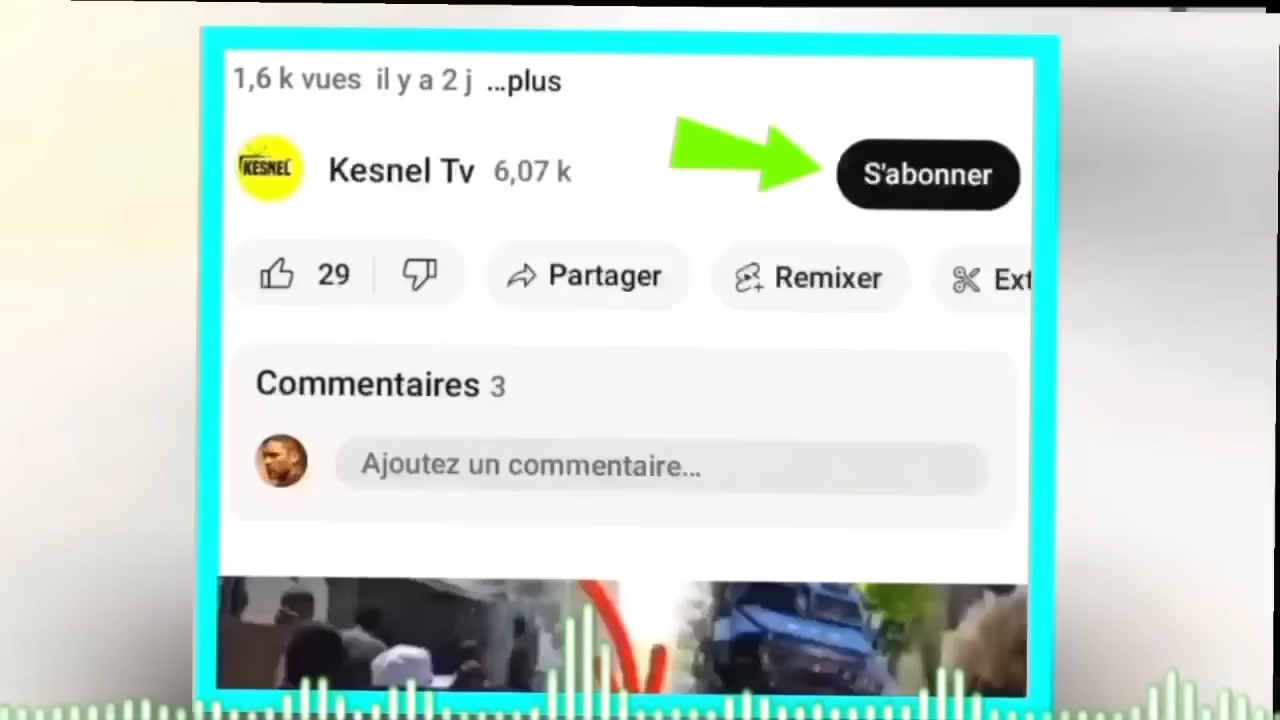 1,6 k vues il y a 2 j ...plus
KESNEL
Kesnel Tv 6,07 k
S'abonner
29
Partager
Remixer
Ext
Commentaires 3
Ajoutez un commentaire...